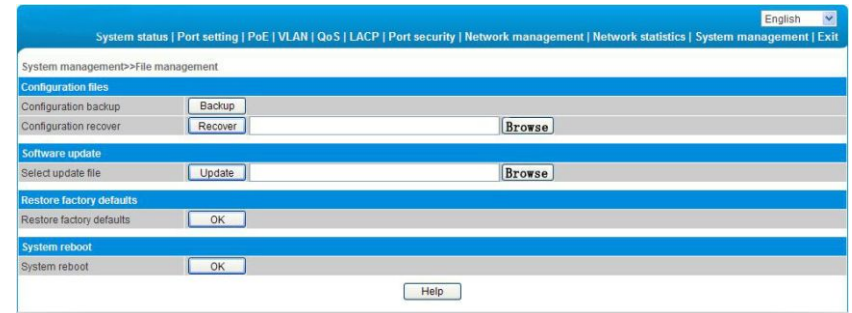 English
System status | Port setting | PoE | VLAN | QoS | LACP | Port security | Network management | Network statistics | System management | Exit
System management>>File management
Configuration files
Configuration backup Backup
Configuration recover Recover Browse
Software update
Select update file Update Browse
Restore factory defaults
Restore factory defaults OK
System reboot
System reboot OK
Help